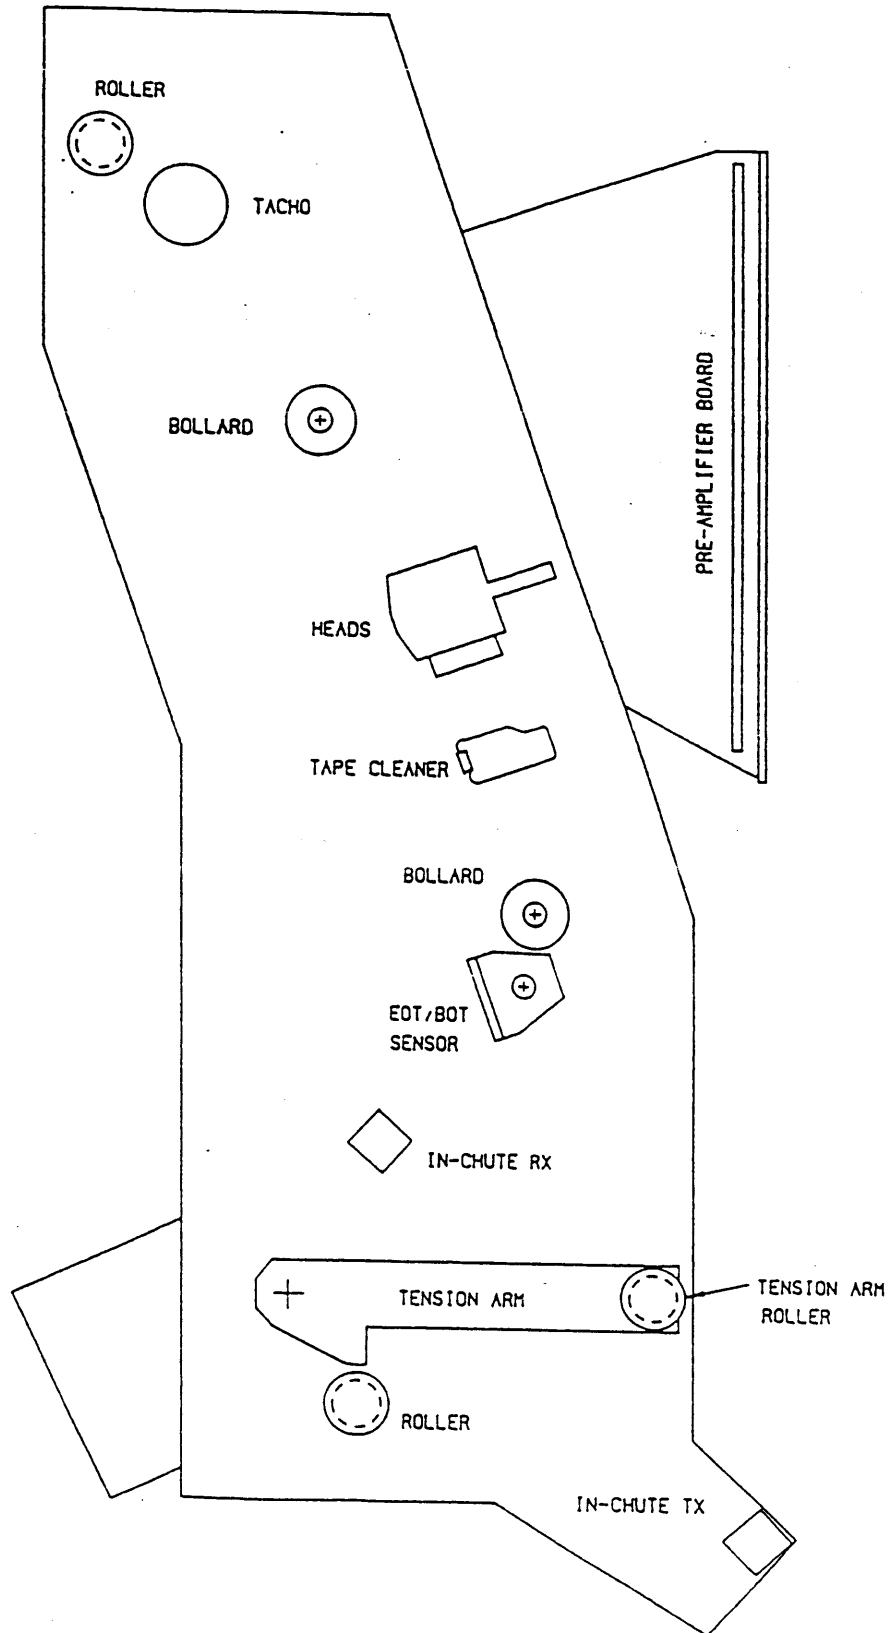 ROLLER
TACHO
BOLLARD
PRE-AMPLIFIER BOARD
HEADS
TAPE CLEANER
BOLLARD
EOT/BOT
SENSOR
IN-CHUTE RX
TENSION ARM
TENSION ARM
ROLLER
ROLLER
IN-CHUTE TX